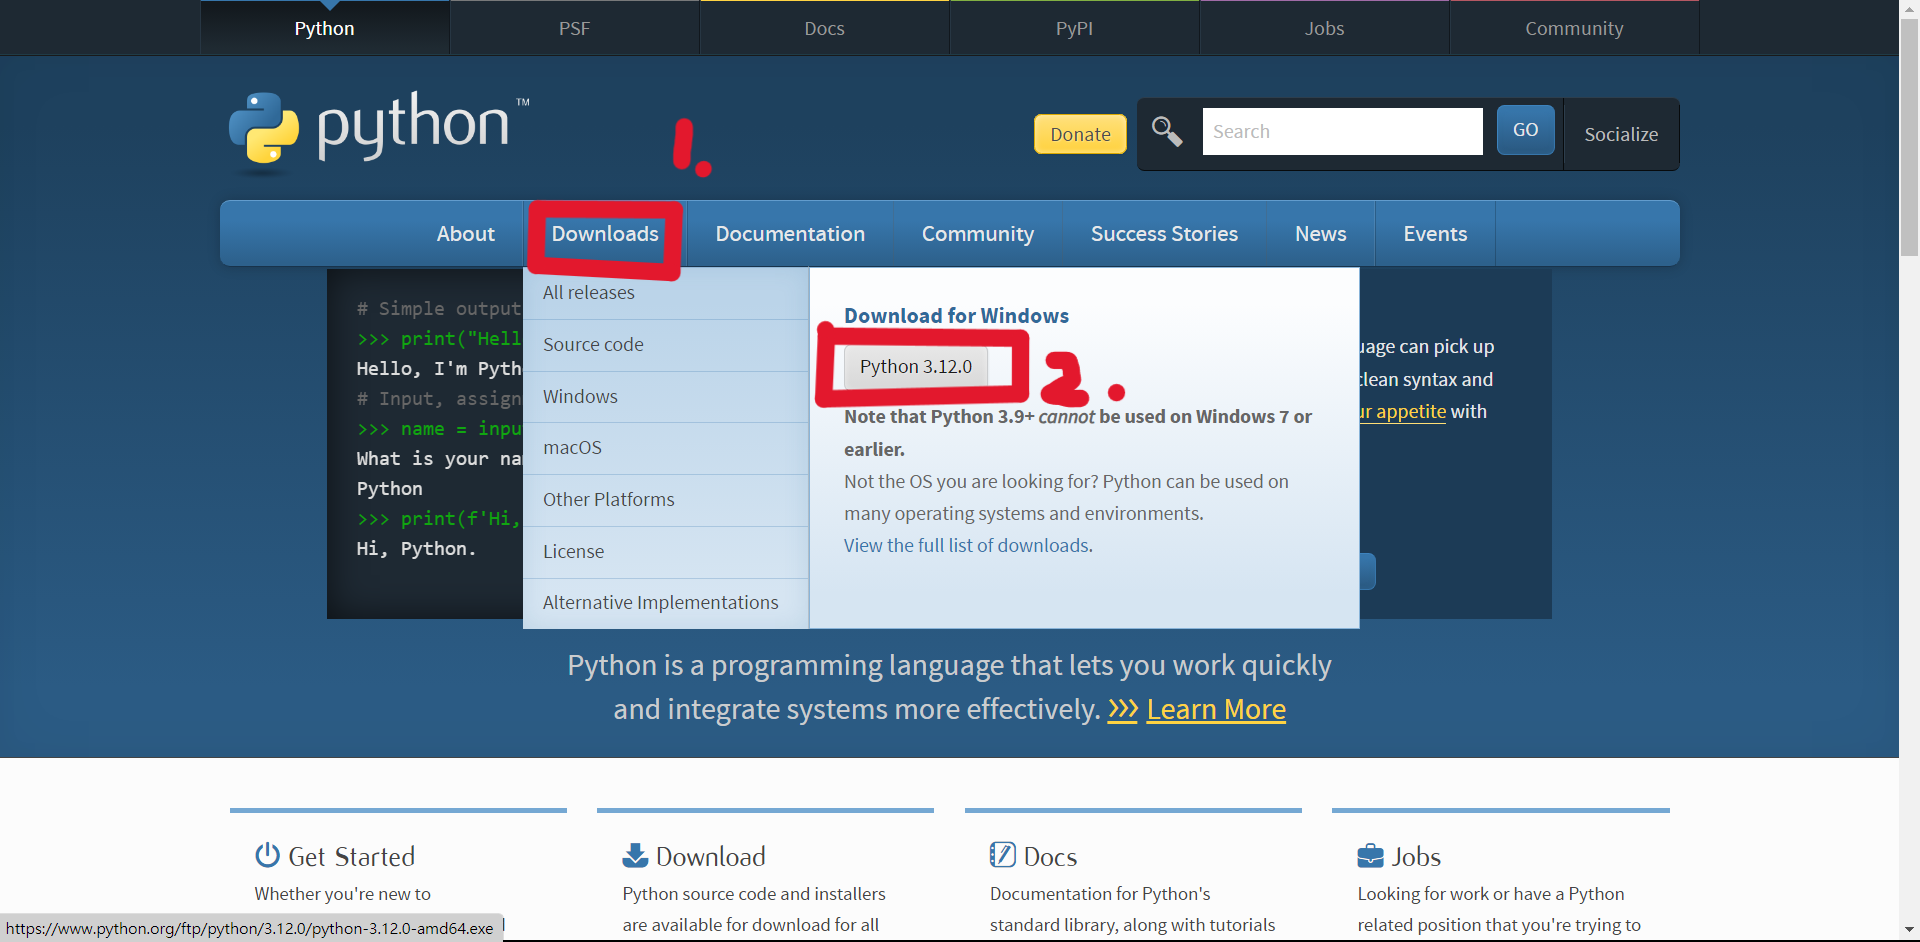 Python
PSF
Docs
PyPI
Jobs
Community
python™
1.
Donate
Search
GO
Socialize
About
Downloads
Documentation
Community
Success Stories
News
Events
# Simple output
>>> print("Hell
Hello, I'm Pyth
# Input, assign
>>> name = inpu
What is your na
Python
>>> print(f'Hi,
Hi, Python.
All releases
Source code
Windows
macOS
Other Platforms
License
Alternative Implementations
Download for Windows
Python 3.12.0
2.
Note that Python 3.9+ cannot be used on Windows 7 or
earlier.
Not the OS you are looking for? Python can be used on
many operating systems and environments.
View the full list of downloads.
uage can pick up
clean syntax and
ur appetite with
Python is a programming language that lets you work quickly
and integrate systems more effectively. >>> Learn More
Get Started
Whether you're new to
Download
Python source code and installers
are available for download for all
Docs
Documentation for Python's
standard library, along with tutorials
Jobs
Looking for work or have a Python
related position that you're trying to
https://www.python.org/ftp/python/3.12.0/python-3.12.0-amd64.exe